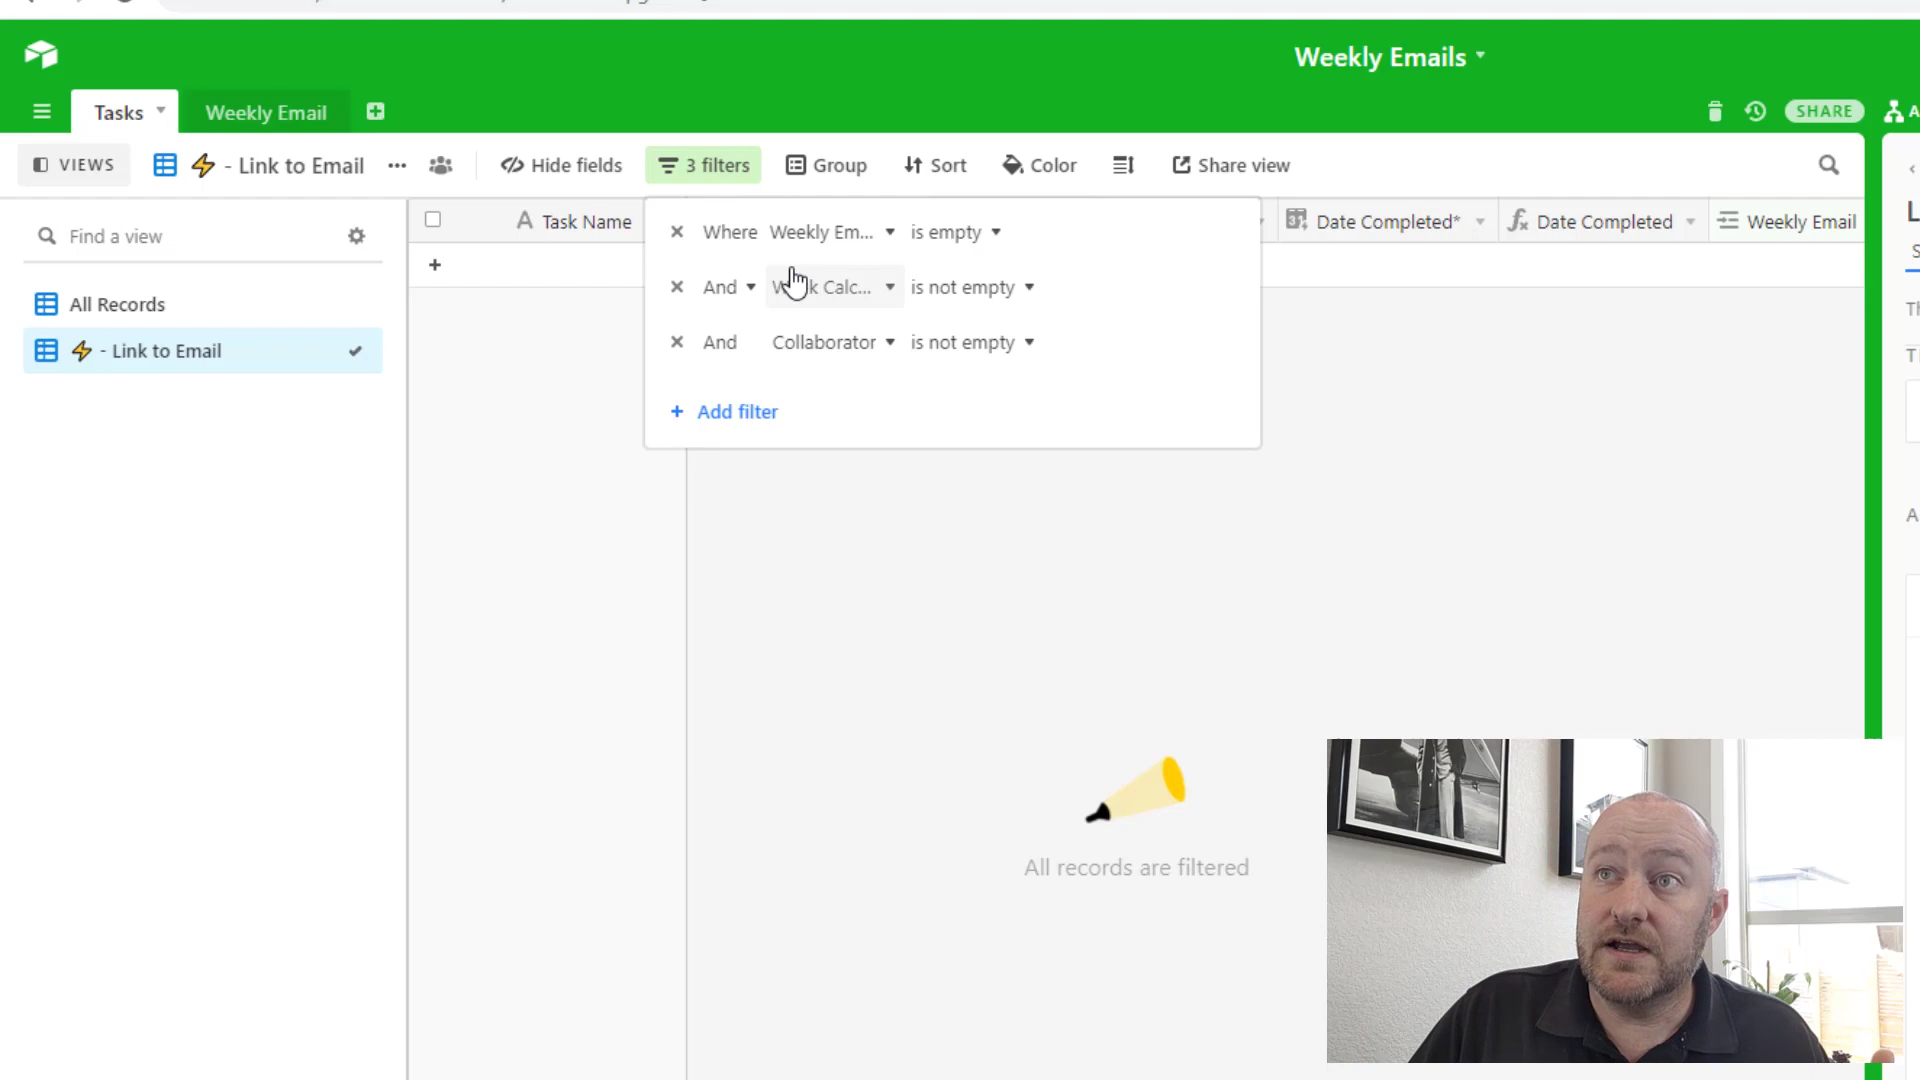 Weekly Emails
Tasks
Weekly Email
SHARE
A
VIEWS
- Link to Email
Hide fields
3 filters
Group
Sort
Color
Share view
Find a view
All Records
- Link to Email
Task Name
Date Completed*
Date Completed
Weekly Email
Where Weekly Em... is empty
And Calc... is not empty
And Collaborator is not empty
+ Add filter
All records are filtered